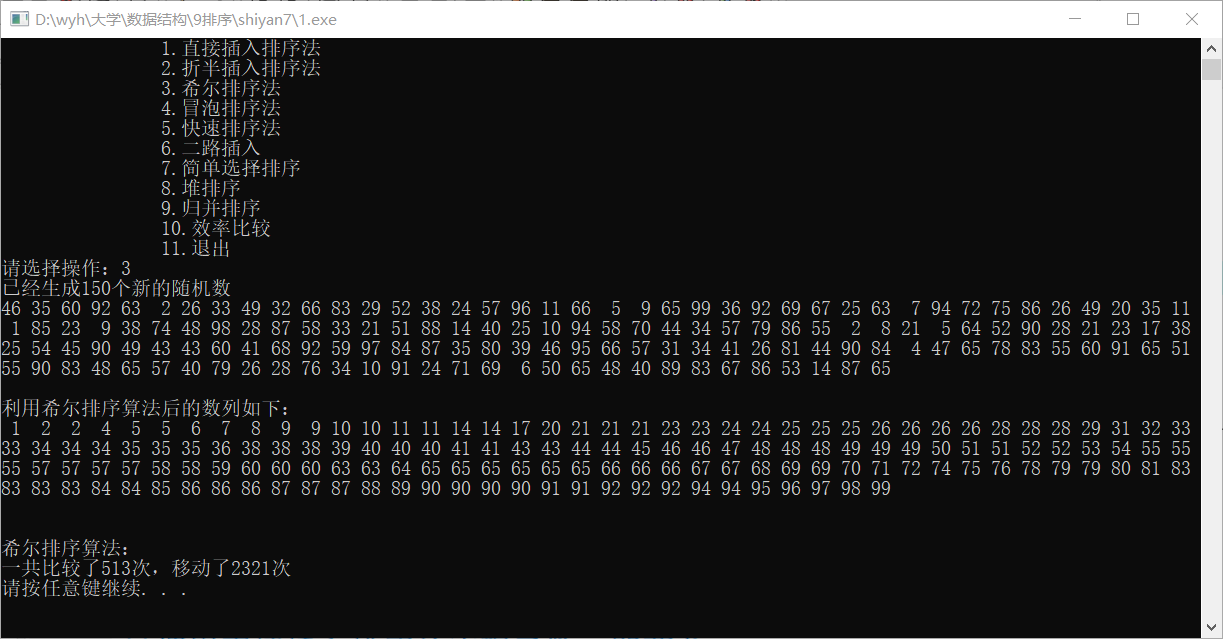 D:\wyh\大学\数据结构\9排序\shiyan7\1.exe
1.直接插入排序法
2.折半插入排序法
3.希尔排序法
4.冒泡排序法
5.快速排序法
6.二路插入
7.简单选择排序
8.堆排序
9.归并排序
10.效率比较
11.退出
请选择操作：3
已经生成150个新的随机数
46 35 60 92 63  2 26 33 49 32 66 83 29 52 38 24 57 96 11 66  5  9 65 99 36 92 69 67 25 63  7 94 72 75 86 26 49 20 35 11
 1 85 23  9 38 74 48 98 28 87 58 33 21 51 88 14 40 25 10 94 58 70 44 34 57 79 86 55  2  8 21  5 64 52 90 28 21 23 17 38
25 54 45 90 49 43 43 60 41 68 92 59 97 84 87 35 80 39 46 95 66 57 31 34 41 26 81 44 90 84  4 47 65 78 83 55 60 91 65 51
55 90 83 48 65 57 40 79 26 28 76 34 10 91 24 71 69  6 50 65 48 40 89 83 67 86 53 14 87 65
利用希尔排序算法后的数列如下：
 1  2  2  4  5  5  6  7  8  9  9 10 10 11 11 14 14 17 20 21 21 21 23 23 24 24 25 25 25 26 26 26 26 28 28 28 29 31 32 33
33 34 34 34 35 35 35 36 38 38 38 39 40 40 40 41 41 43 43 44 44 45 46 46 47 48 48 48 49 49 49 50 51 51 52 52 53 54 55 55
55 57 57 57 57 58 58 59 60 60 60 63 63 64 65 65 65 65 65 65 66 66 66 67 67 68 69 69 70 71 72 74 75 76 78 79 79 80 81 83
83 83 83 84 84 85 86 86 86 87 87 87 88 89 90 90 90 90 91 91 92 92 92 94 94 95 96 97 98 99
希尔排序算法：
一共比较了513次，移动了2321次
请按任意键继续. . .